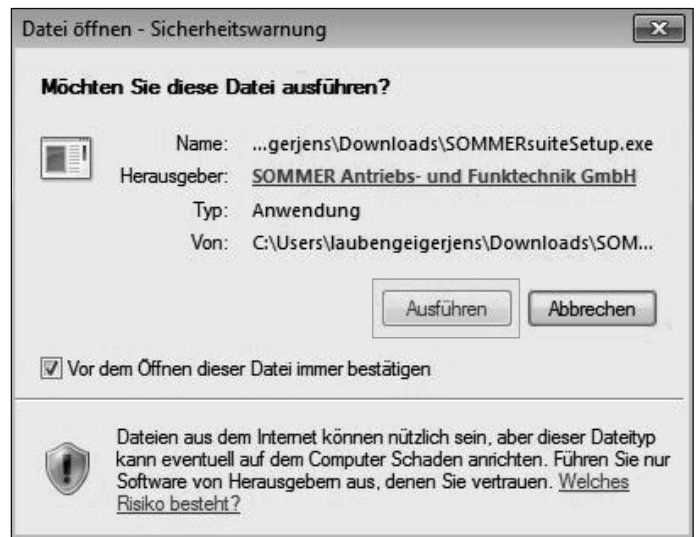 Datei öffnen - Sicherheitswarnung
Möchten Sie diese Datei ausführen?
Name: ...gerjens\Downloads\SOMMERsuiteSetup.exe
Herausgeber: SOMMER Antriebs- und Funktechnik GmbH
Typ: Anwendung
Von: C:\Users\laubengeigerjens\Downloads\SOM...
Ausführen Abbrechen
Vor dem Öffnen dieser Datei immer bestätigen
Dateien aus dem Internet können nützlich sein, aber dieser Dateityp
kann eventuell auf dem Computer Schaden anrichten. Führen Sie nur
Software von Herausgebern aus, denen Sie vertrauen. Welches
Risiko besteht?